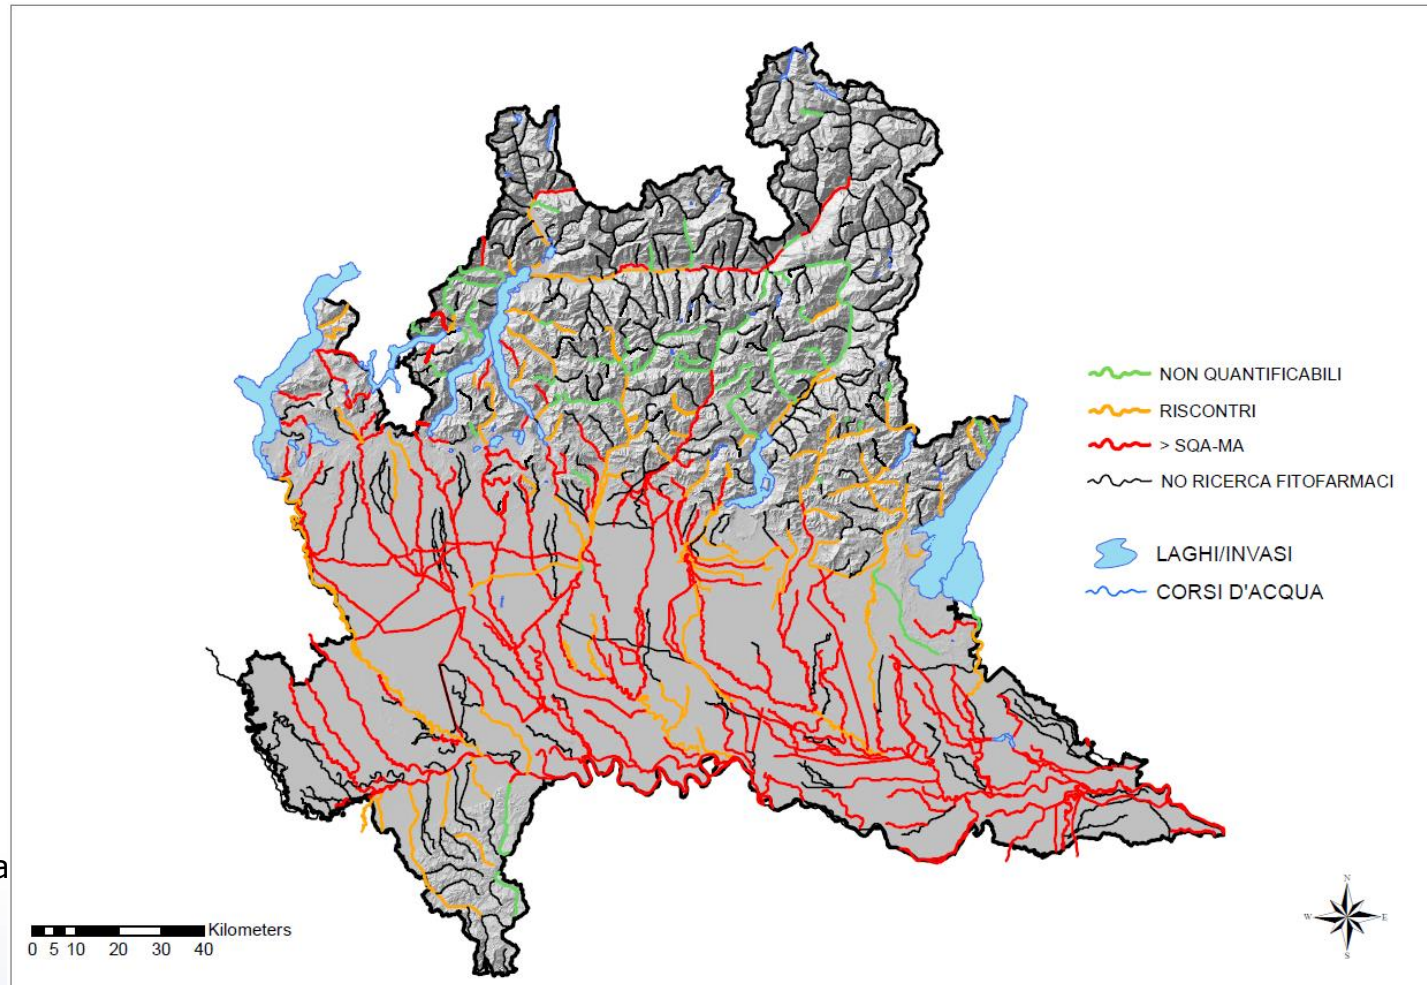 NON QUANTIFICABILI
RISCONTRI
> SQA-MA
NO RICERCA FITOFARMACI
LAGHI/INVASI
CORSI D'ACQUA
a
N
W E
S
Kilometers
0 5 10 20 30 40